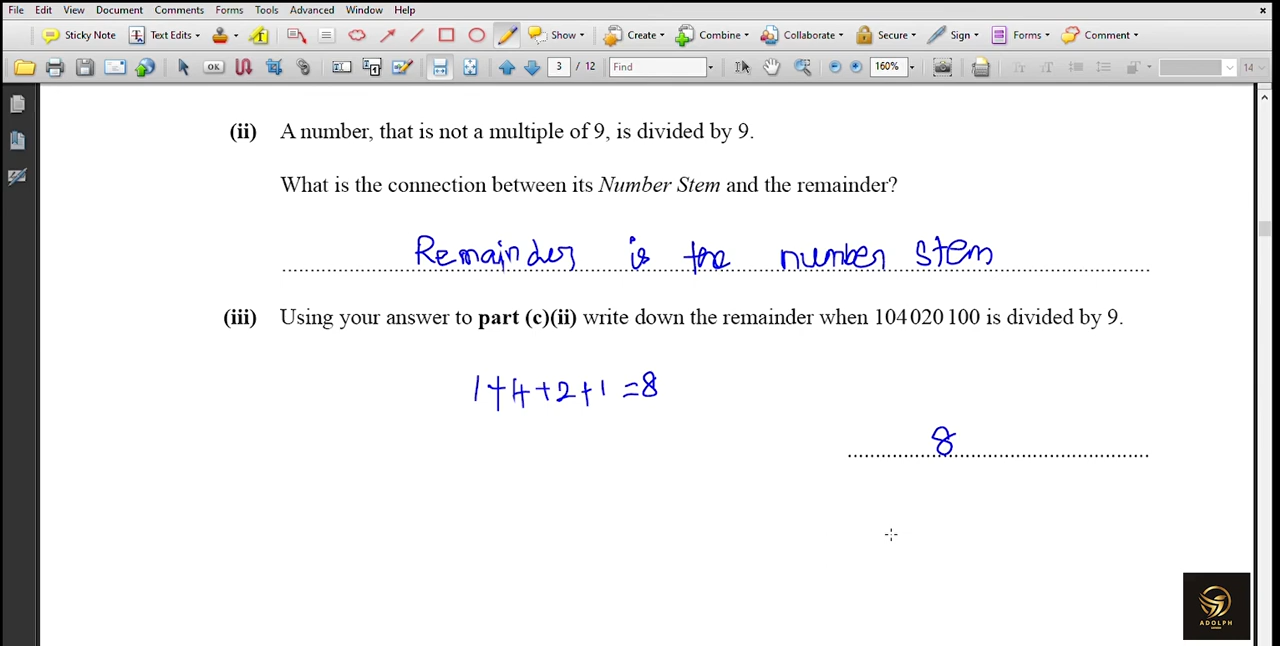 File Edit View Document Comments Forms Tools Advanced Window Help
Sticky Note Text Edits Show Create Combine Collaborate Secure Sign Forms Comment
OK 3 / 12 Find 160% 14
(ii) A number, that is not a multiple of 9, is divided by 9.
What is the connection between its Number Stem and the remainder?
Remainder is the number stem
(iii) Using your answer to part (c)(ii) write down the remainder when 104 020 100 is divided by 9.
1+4+2+1=8
8
ADOLPH